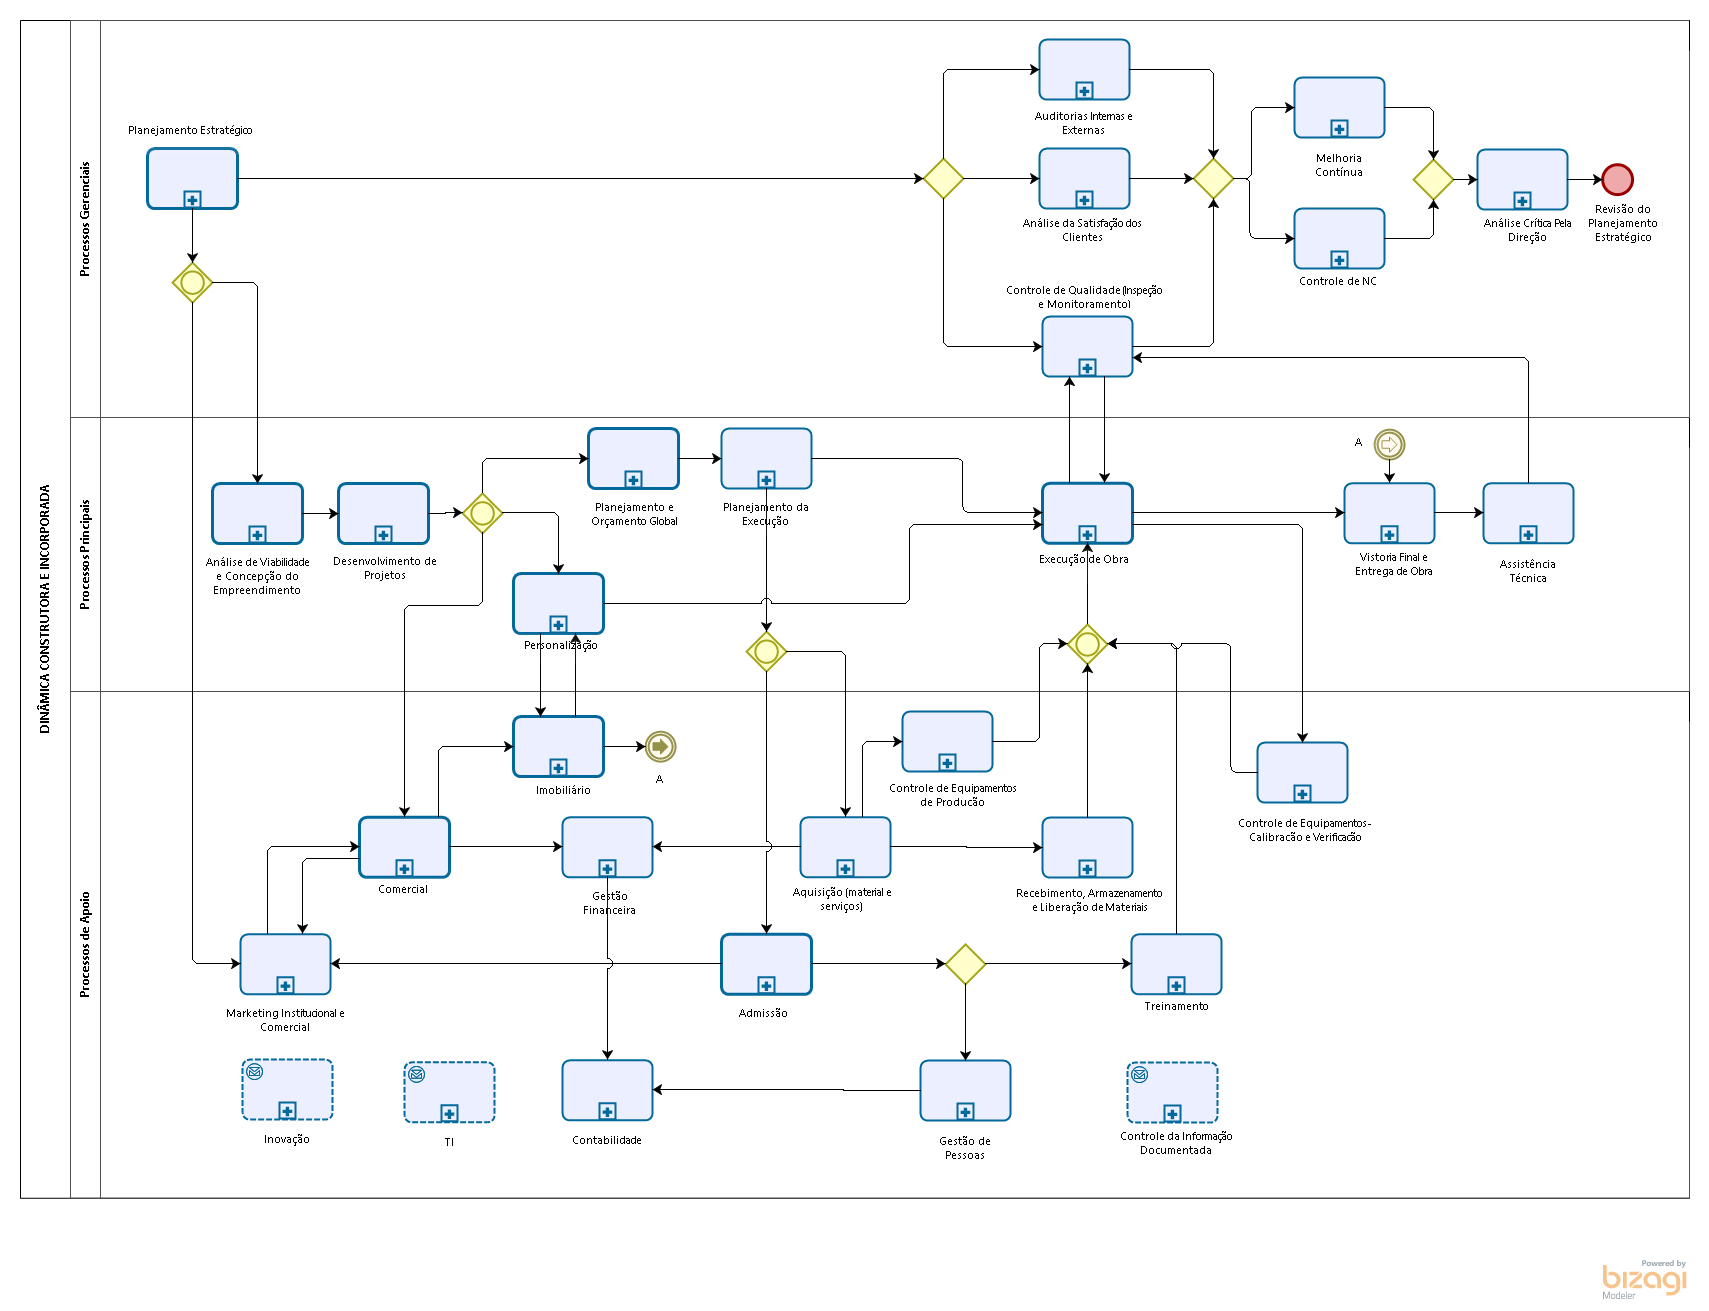 DINÂMICA CONSTRUTORA E INCORPORADA
Processos Gerenciais
Planejamento Estratégico
Auditorias Internas e
Externas
Análise da Satisfação dos
Clientes
Controle de Qualidade (Inspeção
e Monitoramento)
Melhoria
Contínua
Controle de NC
Análise Crítica Pela
Direção
Revisão do
Planejamento
Estratégico
Processos Principais
Análise de Viabilidade
e Concepção do
Empreendimento
Desenvolvimento de
Projetos
Planejamento e
Orçamento Global
Planejamento da
Execução
Personalização
Execução de Obra
A
Vistoria Final e
Entrega de Obra
Assistência
Técnica
Processos de Apoio
Imobiliário
A
Controle de Equipamentos
de Producão
Controle de Equipamentos-
Calibracão e Verificacão
Comercial
Gestão
Financeira
Aquisição (material e
serviços)
Recebimento, Armazenamento
e Liberação de Materiais
Marketing Institucional e
Comercial
Admissão
Treinamento
Inovação
TI
Contabilidade
Gestão de
Pessoas
Controle da Informação
Documentada
Powered by
bizagi
Modeler